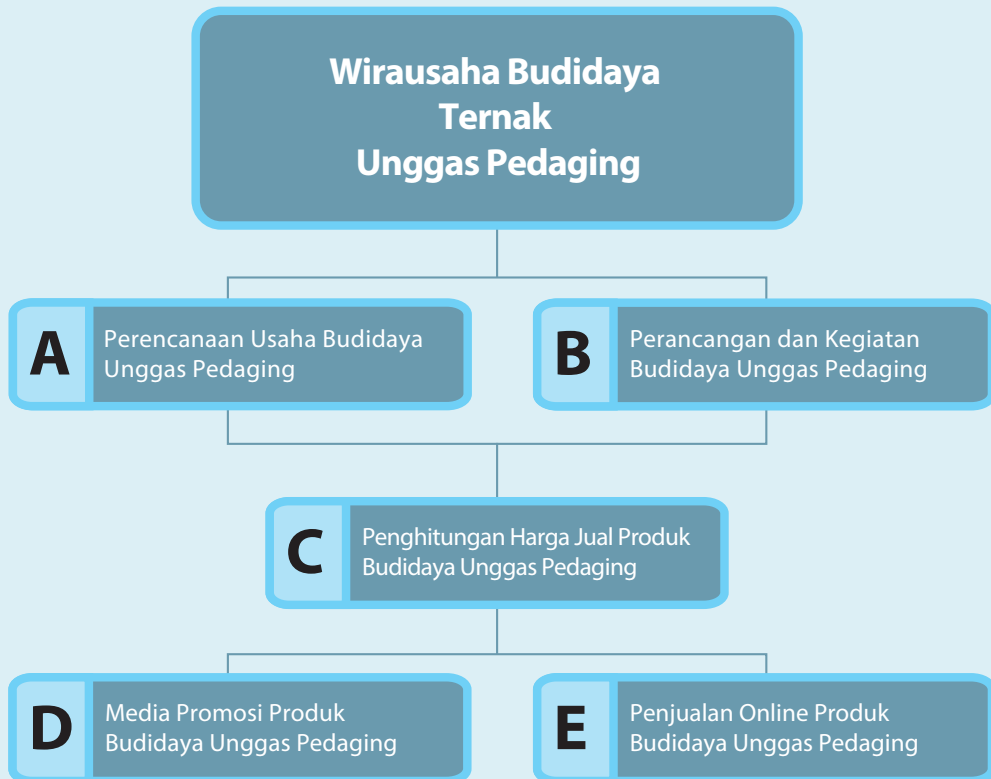 Wirausaha Budidaya
Ternak
Unggas Pedaging
A
Perencanaan Usaha Budidaya
Unggas Pedaging
B
Perancangan dan Kegiatan
Budidaya Unggas Pedaging
C
Penghitungan Harga Jual Produk
Budidaya Unggas Pedaging
D
Media Promosi Produk
Budidaya Unggas Pedaging
E
Penjualan Online Produk
Budidaya Unggas Pedaging